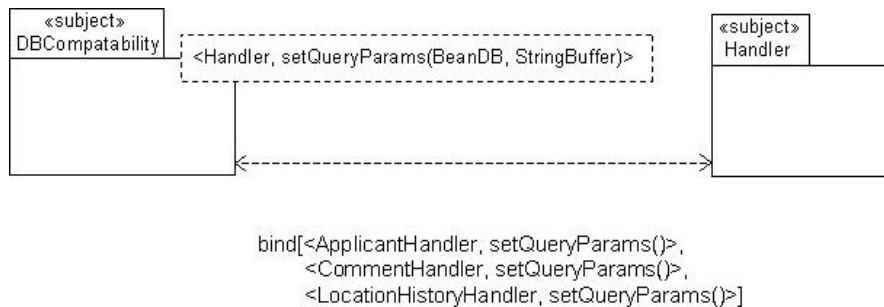 «subject»
DBCompatability
<Handler, setQueryParams(BeanDB, StringBuffer)>
«subject»
Handler
bind[<ApplicantHandler, setQueryParams()>,
<CommentHandler, setQueryParams()>,
<LocationHistoryHandler, setQueryParams()>]